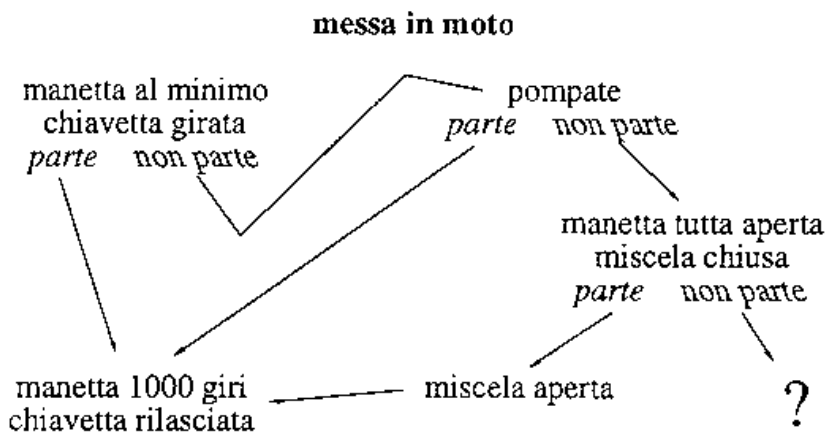 messa in moto
manetta al minimo
chiavetta girata
parte non parte
pompate
parte non parte
manetta tutta aperta
miscela chiusa
parte non parte
manetta 1000 giri
chiavetta rilasciata
miscela aperta
?